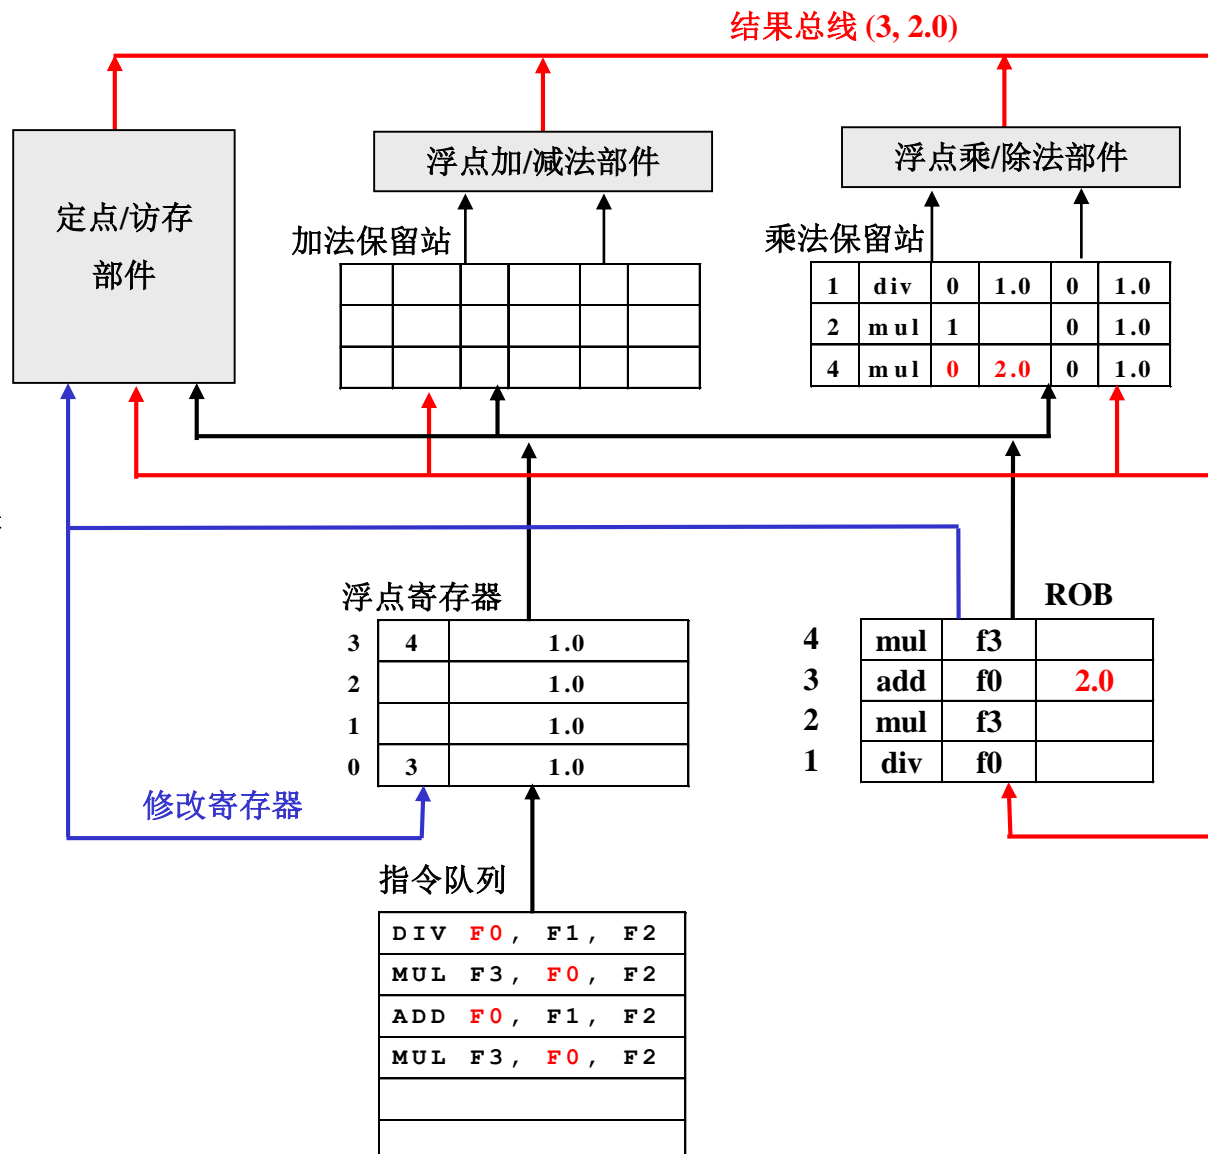 结果总线 (3, 2.0)
定点/访存
部件
浮点加/减法部件
浮点乘/除法部件
加法保留站
乘法保留站
1 div 0 1.0 0 1.0
2 mul 1 0 1.0
4 mul 0 2.0 0 1.0
浮点寄存器
3 4 1.0
2 1.0
1 1.0
0 3 1.0
ROB
4 mul f3
3 add f0 2.0
2 mul f3
1 div f0
修改寄存器
指令队列
DIV F0, F1, F2
MUL F3, F0, F2
ADD F0, F1, F2
MUL F3, F0, F2